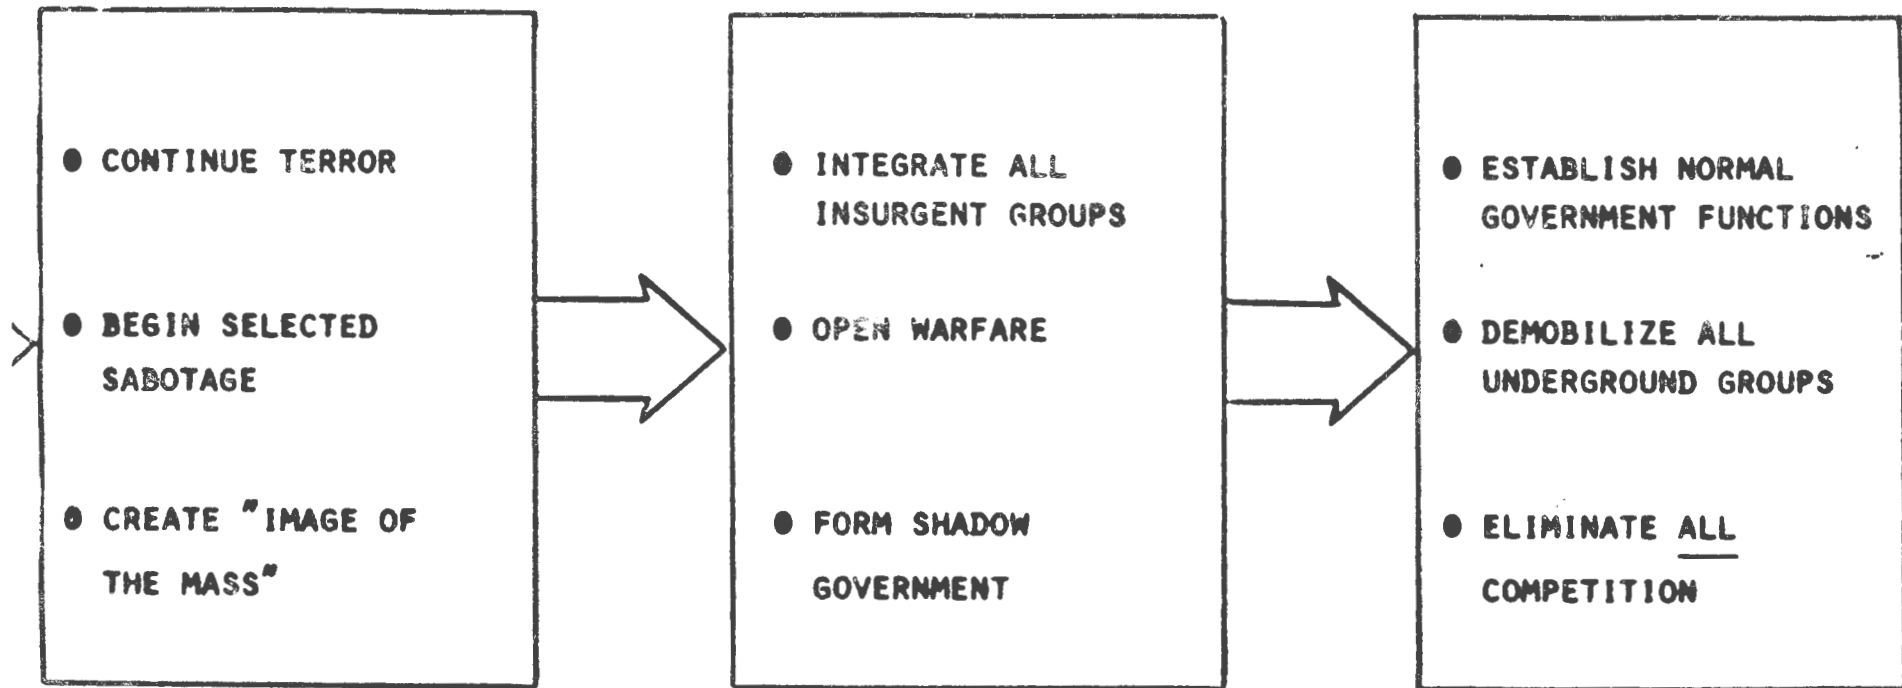 ● CONTINUE TERROR
● BEGIN SELECTED
SABOTAGE
● CREATE "IMAGE OF
THE MASS"
● INTEGRATE ALL
INSURGENT GROUPS
● OPEN WARFARE
● FORM SHADOW
GOVERNMENT
● ESTABLISH NORMAL
GOVERNMENT FUNCTIONS
● DEMOBILIZE ALL
UNDERGROUND GROUPS
● ELIMINATE ALL
COMPETITION